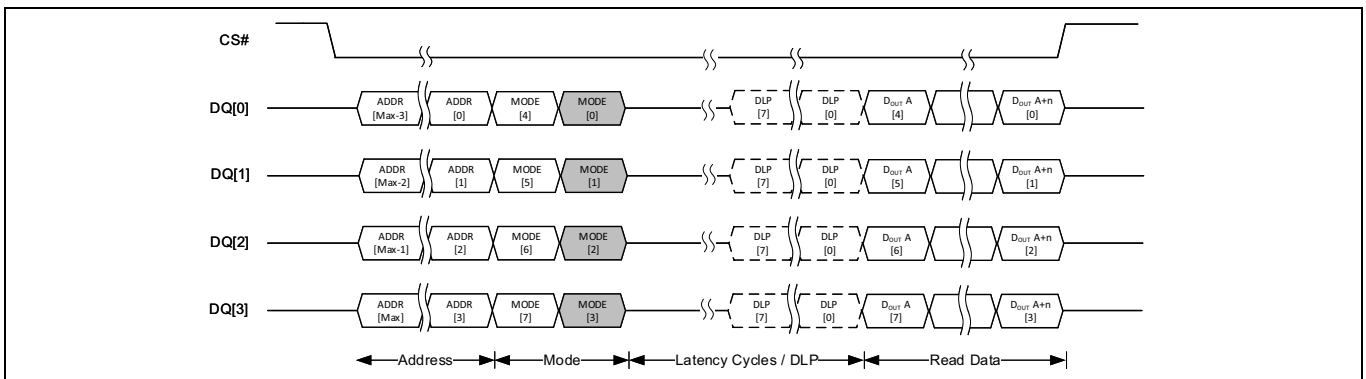 CS#
DQ[0]
ADDR [Max-3]
ADDR [0]
MODE [4]
MODE [0]
DLP [7]
DLP [0]
DOUT A [4]
DOUT A+n [0]
DQ[1]
ADDR [Max-2]
ADDR [1]
MODE [5]
MODE [1]
DLP [7]
DLP [0]
DOUT A [5]
DOUT A+n [1]
DQ[2]
ADDR [Max-1]
ADDR [2]
MODE [6]
MODE [2]
DLP [7]
DLP [0]
DOUT A [6]
DOUT A+n [2]
DQ[3]
ADDR [Max]
ADDR [3]
MODE [7]
MODE [3]
DLP [7]
DLP [0]
DOUT A [7]
DOUT A+n [3]
Address
Mode
Latency Cycles / DLP
Read Data